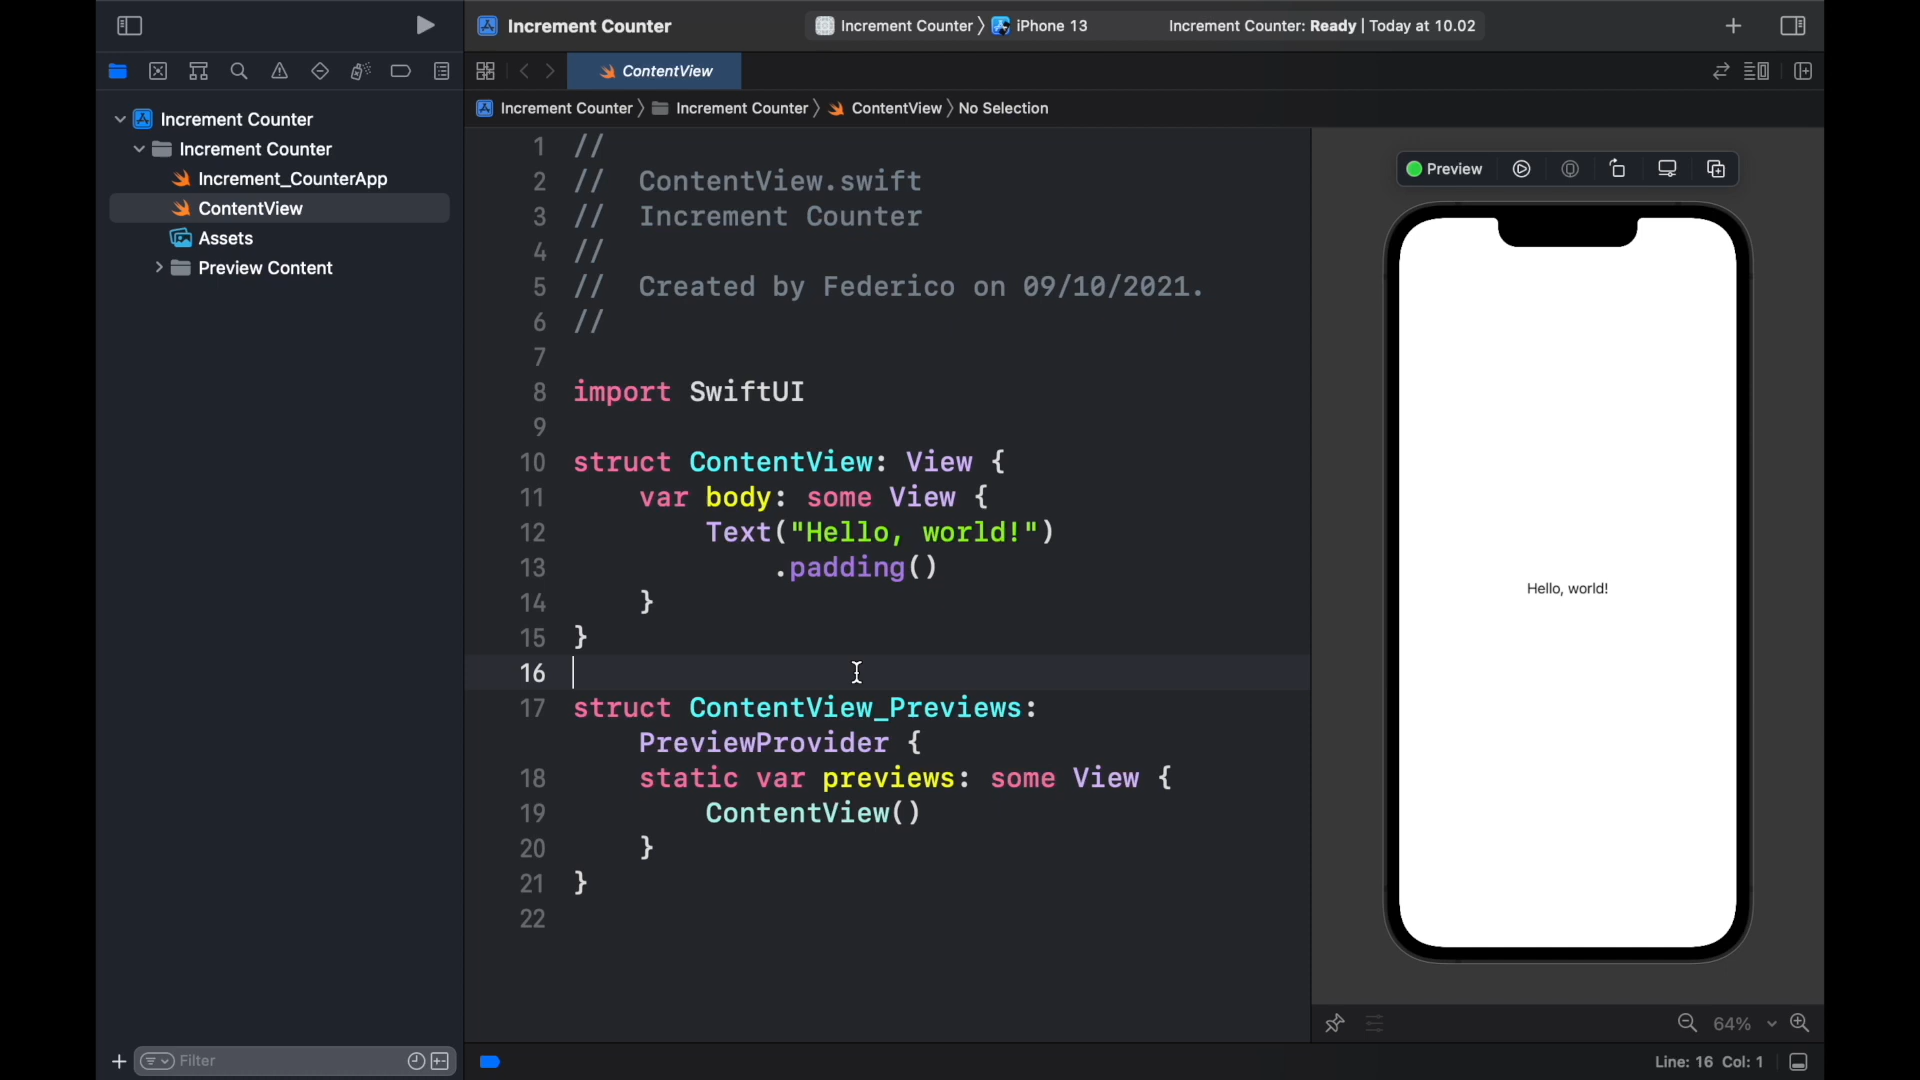 Increment Counter
Increment Counter 〉 iPhone 13
Increment Counter: Ready | Today at 10.02
ContentView
Increment Counter 〉 Increment Counter 〉 ContentView 〉 No Selection
Increment Counter
Increment Counter
Increment_CounterApp
ContentView
Assets
Preview Content
1 //
2 //  ContentView.swift
3 //  Increment Counter
4 //
5 //  Created by Federico on 09/10/2021.
6 //
7
8 import SwiftUI
9
10 struct ContentView: View {
11     var body: some View {
12         Text("Hello, world!")
13             .padding()
14     }
15 }
16
17 struct ContentView_Previews:
PreviewProvider {
18     static var previews: some View {
19         ContentView()
20     }
21 }
22
Preview
Hello, world!
64%
Filter
Line: 16 Col: 1